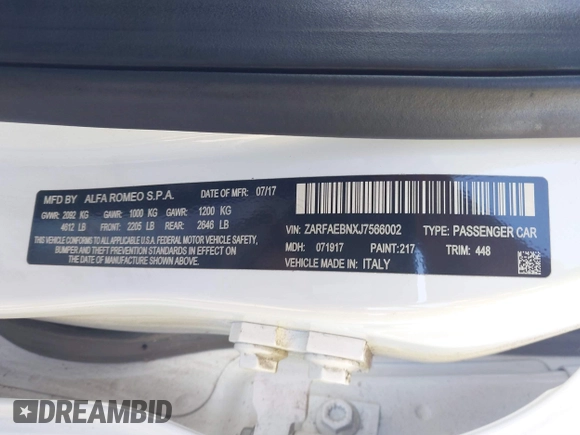 MFD BY ALFA ROMEO S.P.A. DATE OF MFR: 07/17
GVWR: 2092 KG GAWR: 1000 KG GAWR: 1200 KG
4612 LB FRONT: 2205 LB REAR: 2646 LB
THIS VEHICLE CONFORMS TO ALL APPLICABLE U.S.A. FEDERAL MOTOR VEHICLE SAFETY,
BUMPER AND THEFT PREVENTION STANDARDS IN EFFECT ON
THE DATE OF MANUFACTURE SHOWN ABOVE.
VIN: ZARFAEBNXJ7566002 TYPE: PASSENGER CAR
MDH: 071917 PAINT:217 TRIM: 448
VEHICLE MADE IN: ITALY
DREAMBID